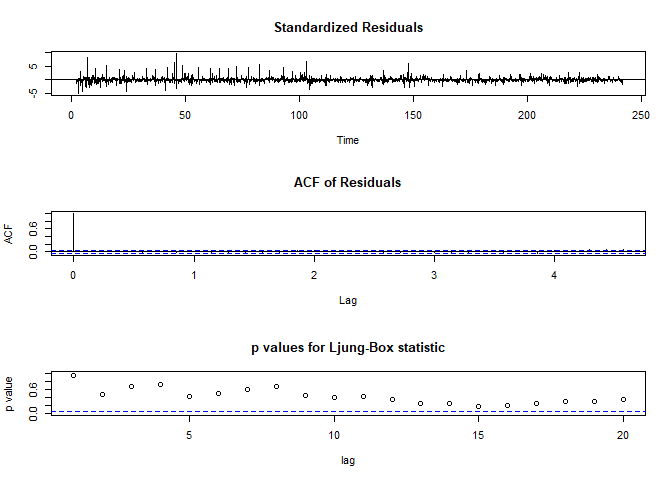 Standardized Residuals
5
-5
0 50 100 150 200 250
Time
ACF of Residuals
ACF
0.6
0.0
0 1 2 3 4
Lag
p values for Ljung-Box statistic
p value
0.6
0.0
5 10 15 20
lag